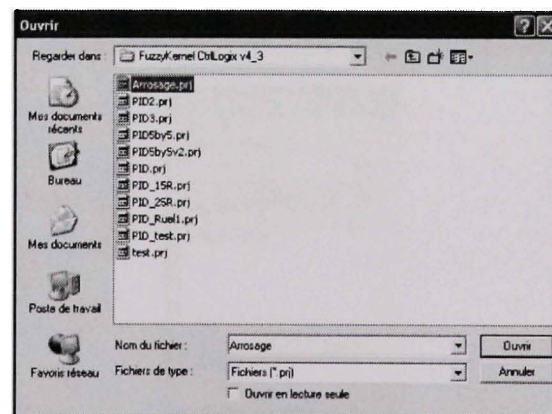 Ouvrir
Regarder dans : FuzzyKernel CtrlLogix v4_3
Mes documents récents
Bureau
Mes documents
Poste de travail
Favoris réseau
Arrosage.prj
PID2.prj
PID3.prj
PID5by5.prj
PID5by5v2.prj
PID.prj
PID_15R.prj
PID_25R.prj
PID_Ruel1.prj
PID_test.prj
test.prj
Nom du fichier : Arrosage Ouvrir
Fichiers de type : Fichiers (*.prj) Annuler
Ouvrir en lecture seule